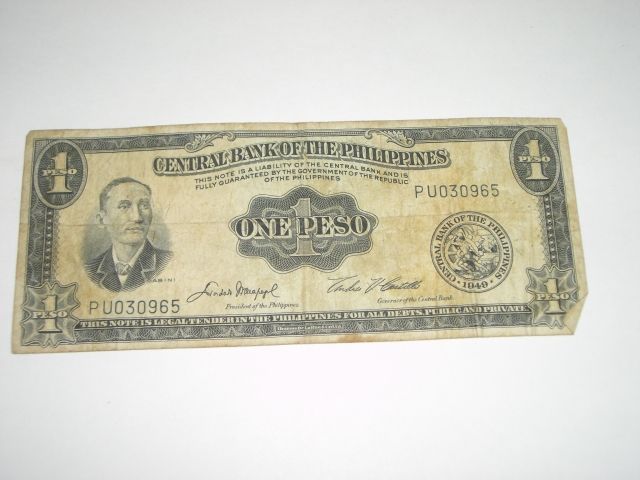 1
PESO
1
PESO
CENTRAL BANK OF THE PHILIPPINES
THIS NOTE IS A LIABILITY OF THE CENTRAL BANK AND IS
FULLY GUARANTEED BY THE GOVERNMENT OF THE REPUBLIC
OF THE PHILIPPINES
PU030965
1
ONE PESO
CENTRAL BANK OF THE PHILIPPINES
1949
ABINI
PU030965
President of the Philippines
Governor of the Central Bank
1
PESO
1
PESO
THIS NOTE IS LEGAL TENDER IN THE PHILIPPINES FOR ALL DEBTS, PUBLIC AND PRIVATE